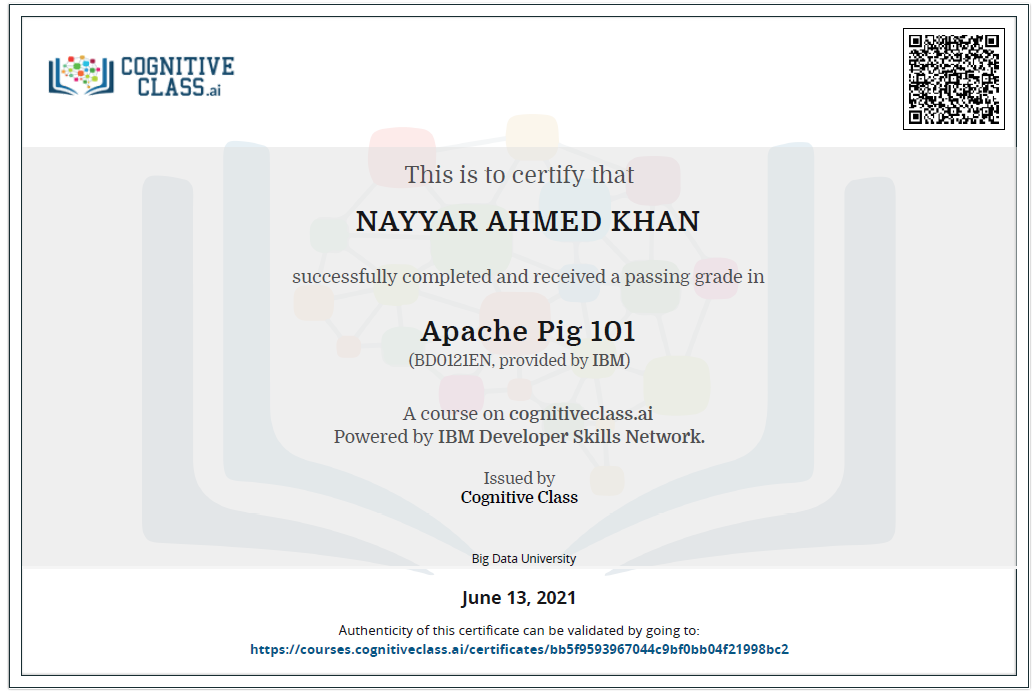 COGNITIVE
CLASS.ai
This is to certify that
NAYYAR AHMED KHAN
successfully completed and received a passing grade in
Apache Pig 101
(BD0121EN, provided by IBM)
A course on cognitiveclass.ai
Powered by IBM Developer Skills Network.
Issued by
Cognitive Class
Big Data University
June 13, 2021
Authenticity of this certificate can be validated by going to:
https://courses.cognitiveclass.ai/certificates/bb5f9593967044c9bf0bb04f21998bc2